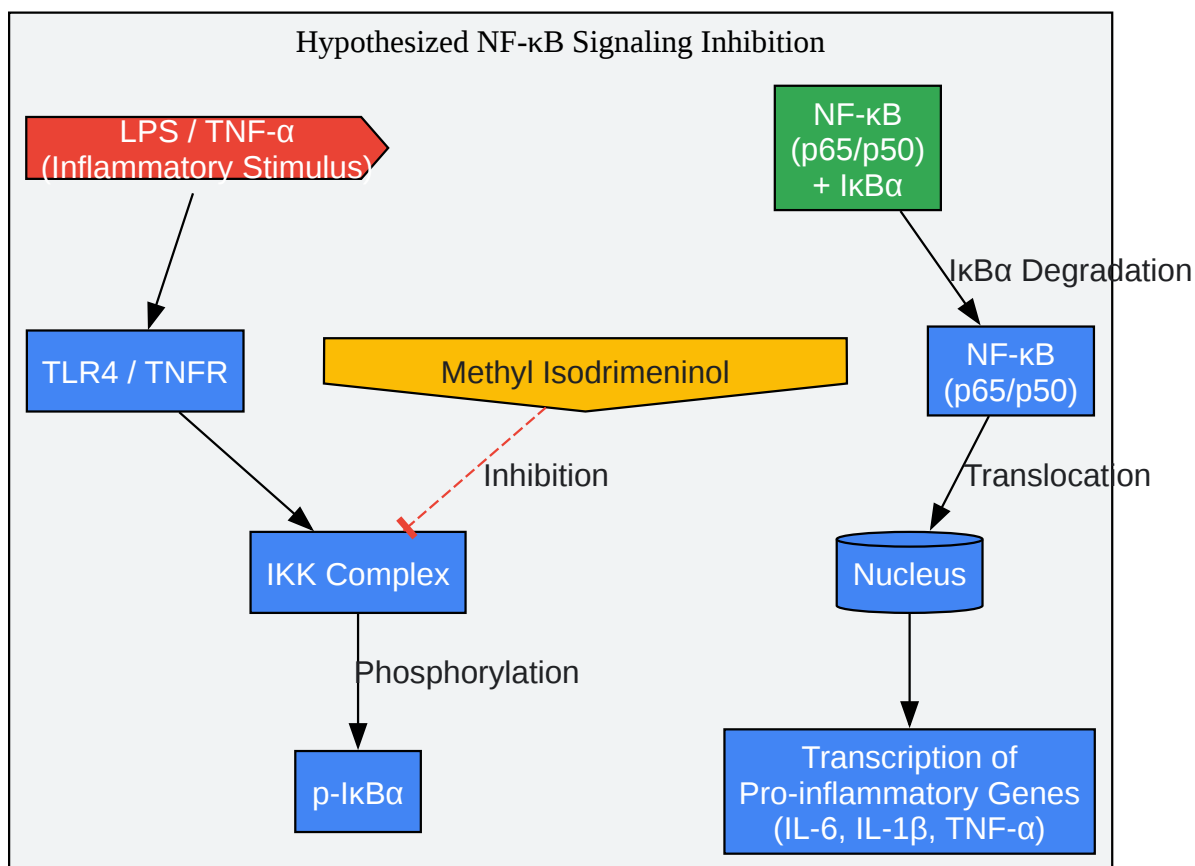 Hypothesized NF-κB Signaling Inhibition
LPS / TNF-α
(Inflammatory Stimulus)
NF-κB
(p65/p50)
+ IκBα
IκBα Degradation
TLR4 / TNFR
Methyl Isodrimeninol
NF-κB
(p65/p50)
Inhibition
Translocation
IKK Complex
Nucleus
Phosphorylation
p-IκBα
Transcription of
Pro-inflammatory Genes
(IL-6, IL-1β, TNF-α)